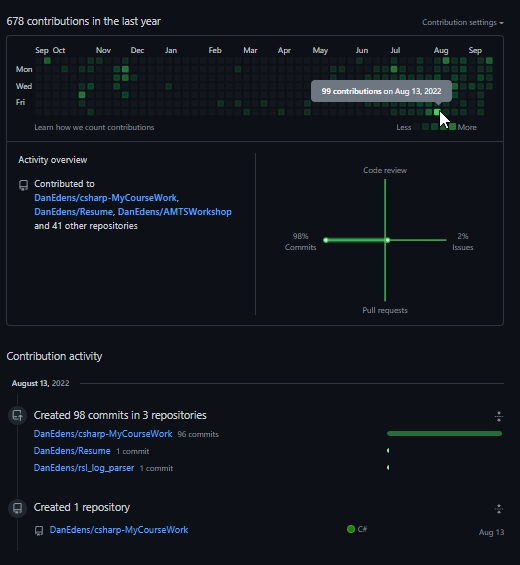 678 contributions in the last year
Contribution settings
Sep Oct Nov Dec Jan Feb Mar Apr May Jun Jul Aug Sep
Mon
Wed
Fri
99 contributions on Aug 13, 2022
Learn how we count contributions
Less More
Activity overview
Contributed to
DanEdens/csharp-MyCourseWork,
DanEdens/Resume, DanEdens/AMTSWorkshop
and 41 other repositories
Code review
98%
Commits
2%
Issues
Pull requests
Contribution activity
August 13, 2022
Created 98 commits in 3 repositories
DanEdens/csharp-MyCourseWork 96 commits
DanEdens/Resume 1 commit
DanEdens/rsl_log_parser 1 commit
Created 1 repository
DanEdens/csharp-MyCourseWork C# Aug 13